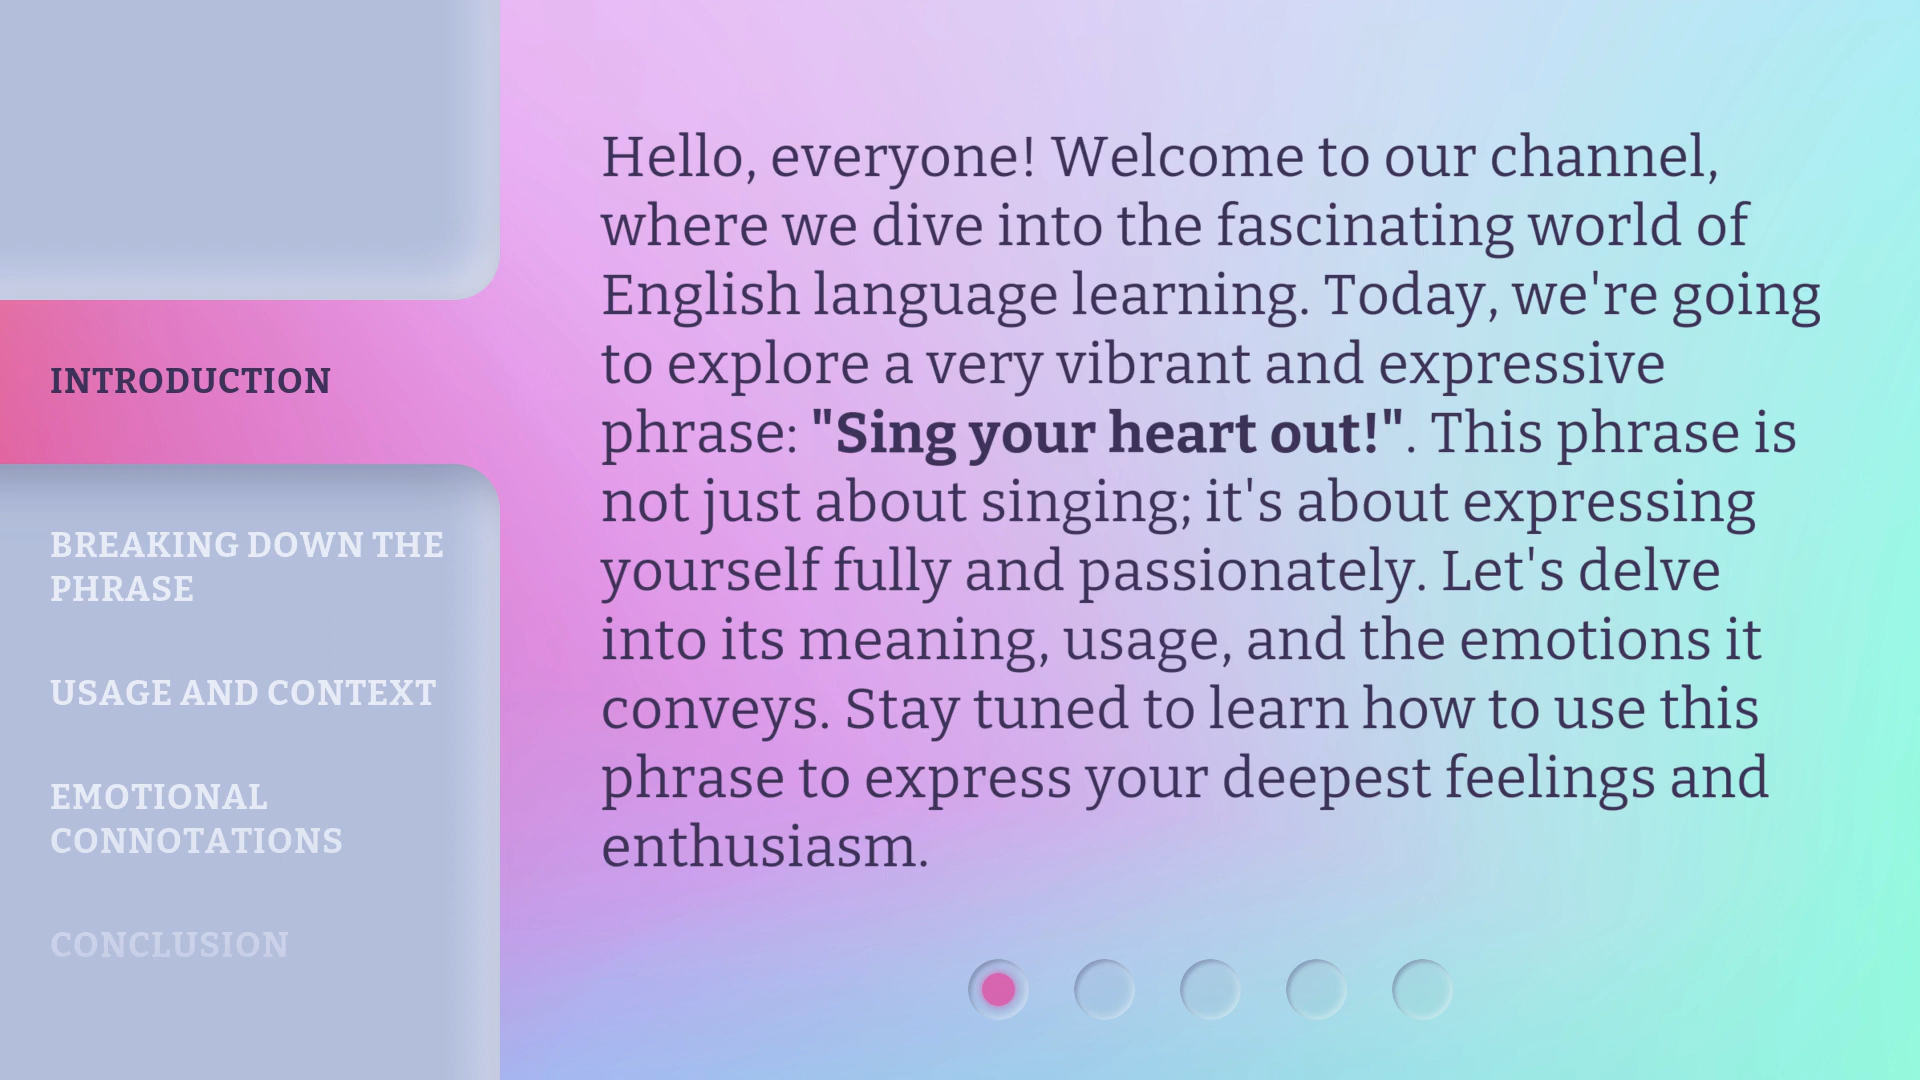 INTRODUCTION
BREAKING DOWN THE
PHRASE
USAGE AND CONTEXT
EMOTIONAL
CONNOTATIONS
CONCLUSION
Hello, everyone! Welcome to our channel,
where we dive into the fascinating world of
English language learning. Today, we're going
to explore a very vibrant and expressive
phrase: "Sing your heart out!". This phrase is
not just about singing; it's about expressing
yourself fully and passionately. Let's delve
into its meaning, usage, and the emotions it
conveys. Stay tuned to learn how to use this
phrase to express your deepest feelings and
enthusiasm.